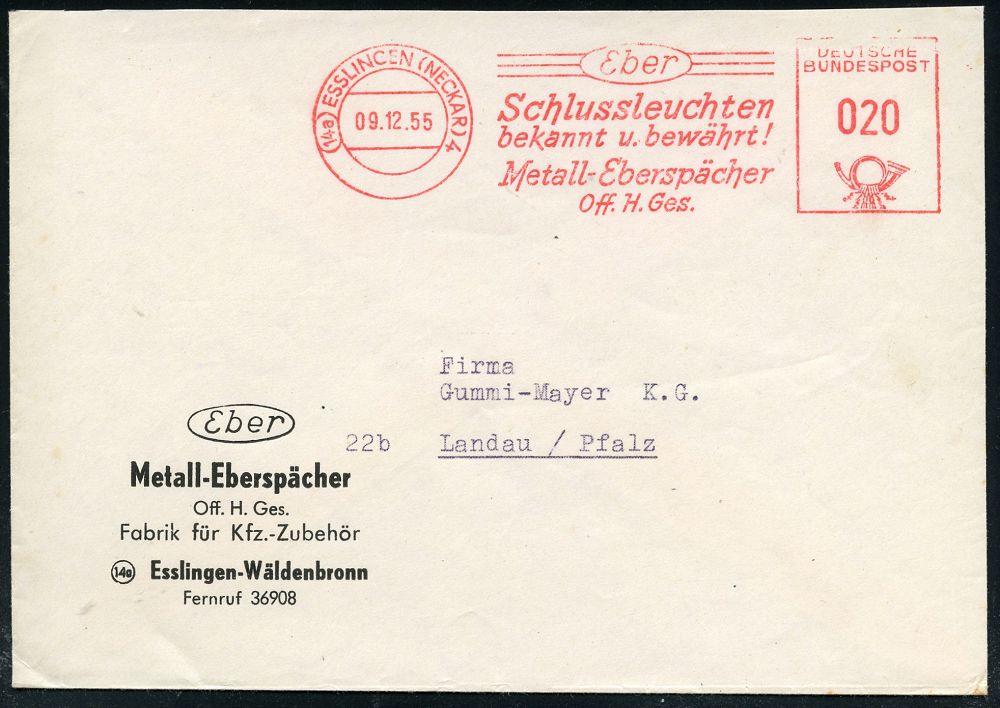 (14a) ESSLINGEN (NECKAR) 4
09.12.55
Eber
Schlussleuchten
bekannt u. bewährt!
Metall-Eberspächer
Off. H. Ges.
DEUTSCHE
BUNDESPOST
020
Firma
Gummi-Mayer K.G.
22b Landau / Pfalz
Eber
Metall-Eberspächer
Off. H. Ges.
Fabrik für Kfz.-Zubehör
14a Esslingen-Wäldenbronn
Fernruf 36908